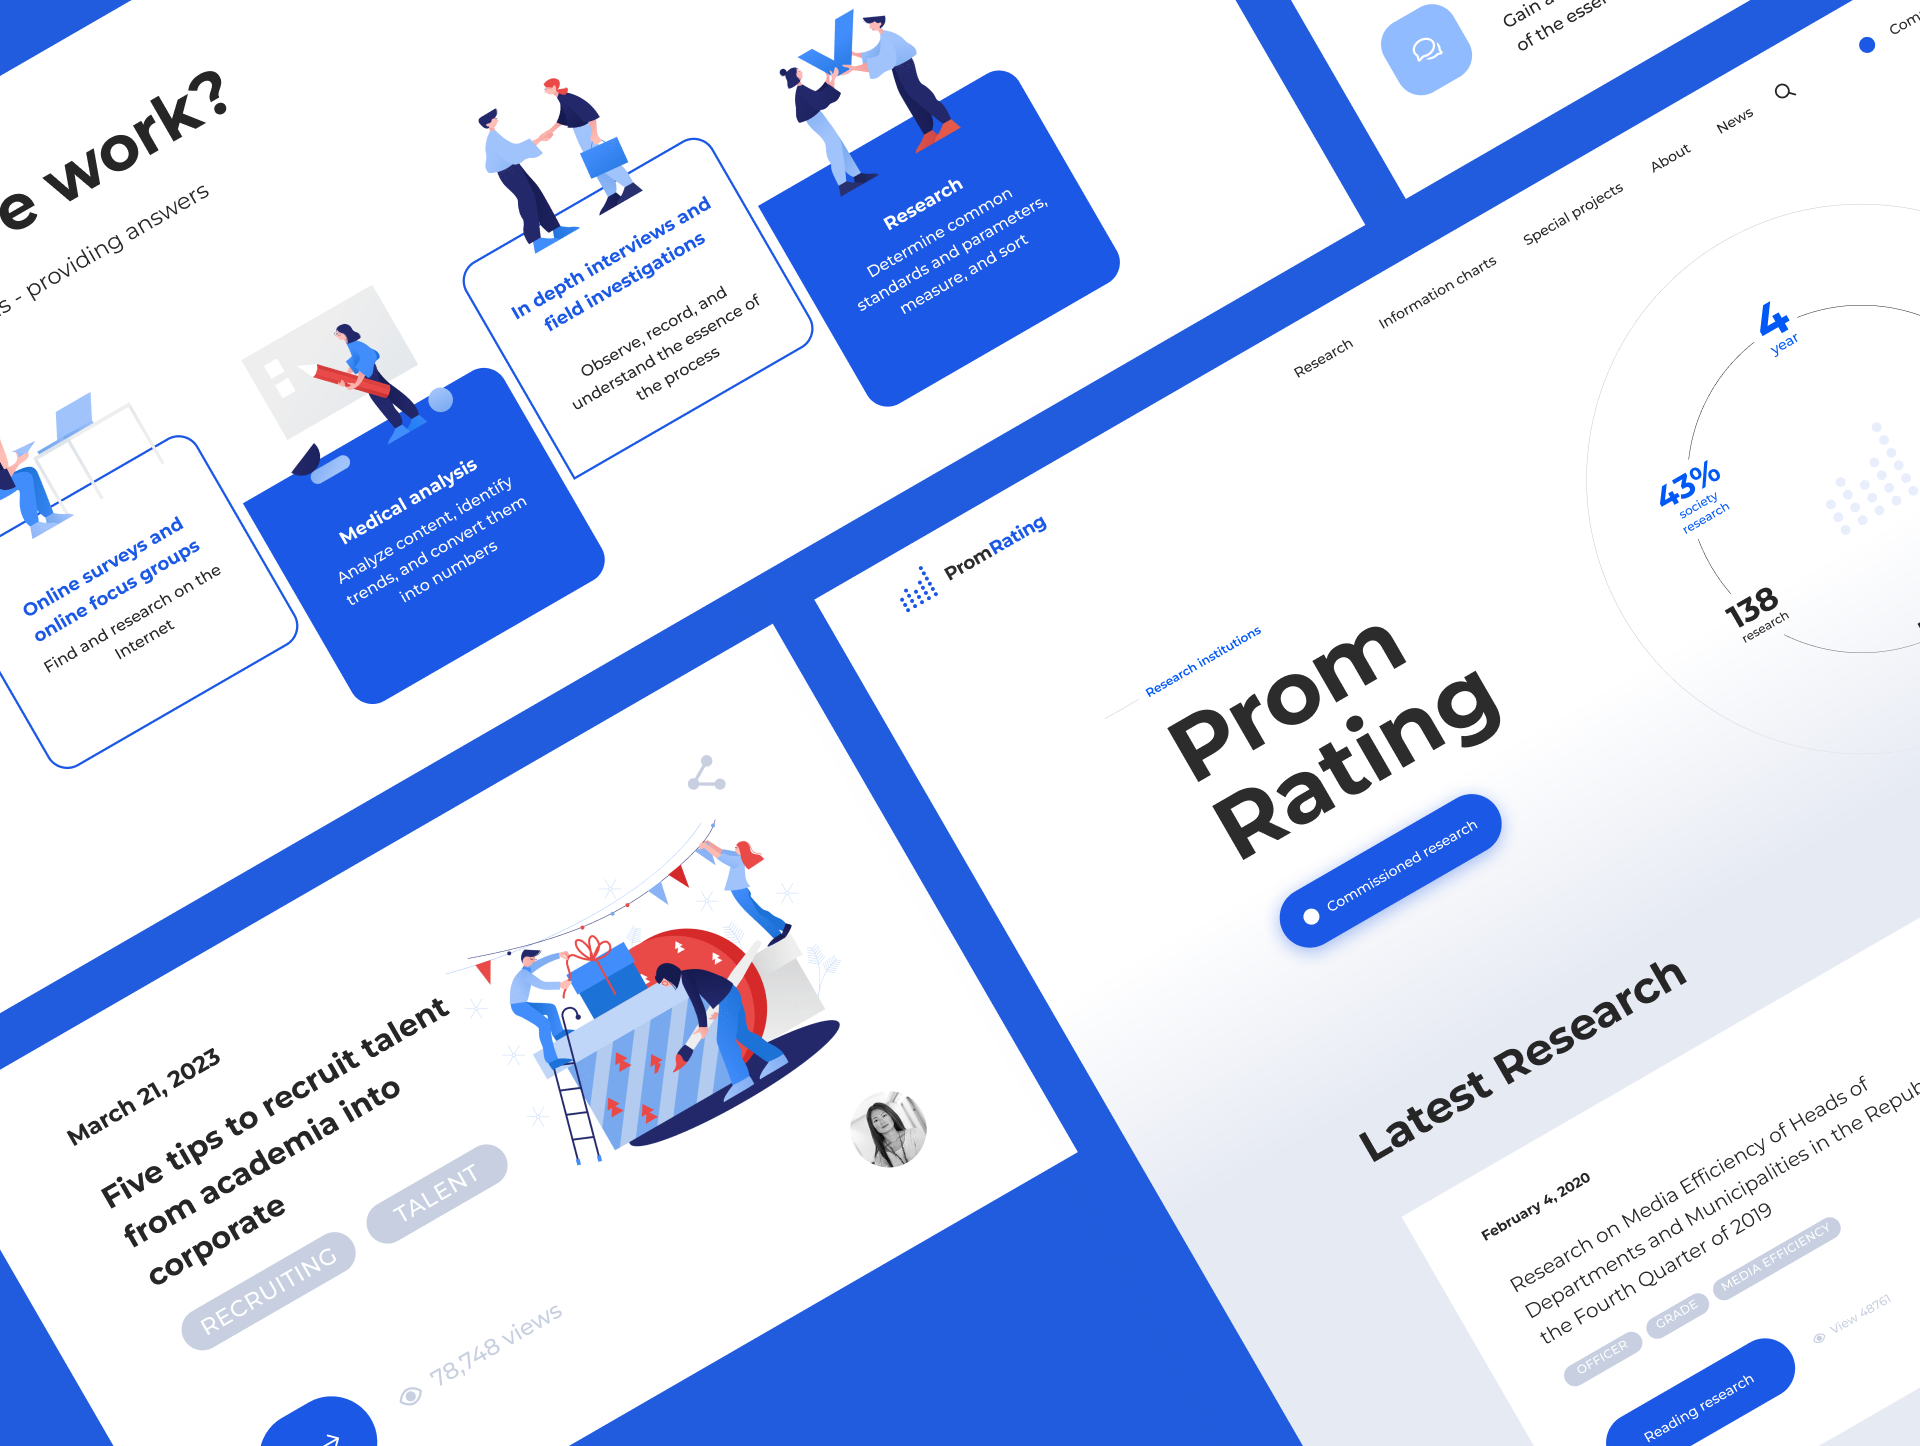 work?
- providing answers
Online surveys and
online focus groups
Find and research on the
Internet
Medical analysis
Analyze content, identify
trends, and convert them
into numbers
In depth interviews and
field investigations
Observe, record, and
understand the essence of
the process
Research
Determine common
standards and parameters,
measure, and sort
Gain
of the
March 21, 2023
Five tips to recruit talent
from academia into
corporate
RECRUITING
TALENT
78,748 views
PromRating
Research
Information charts
Special projects
About
News
Research institutions
Prom
Rating
Commissioned research
4
year
43%
society
research
138
research
Latest Research
February 4, 2020
Research on Media Efficiency of Heads of
Departments and Municipalities in the
the Fourth Quarter of 2019
OFFICER
GRADE
MEDIA EFFICIENCY
View 48761
Reading research